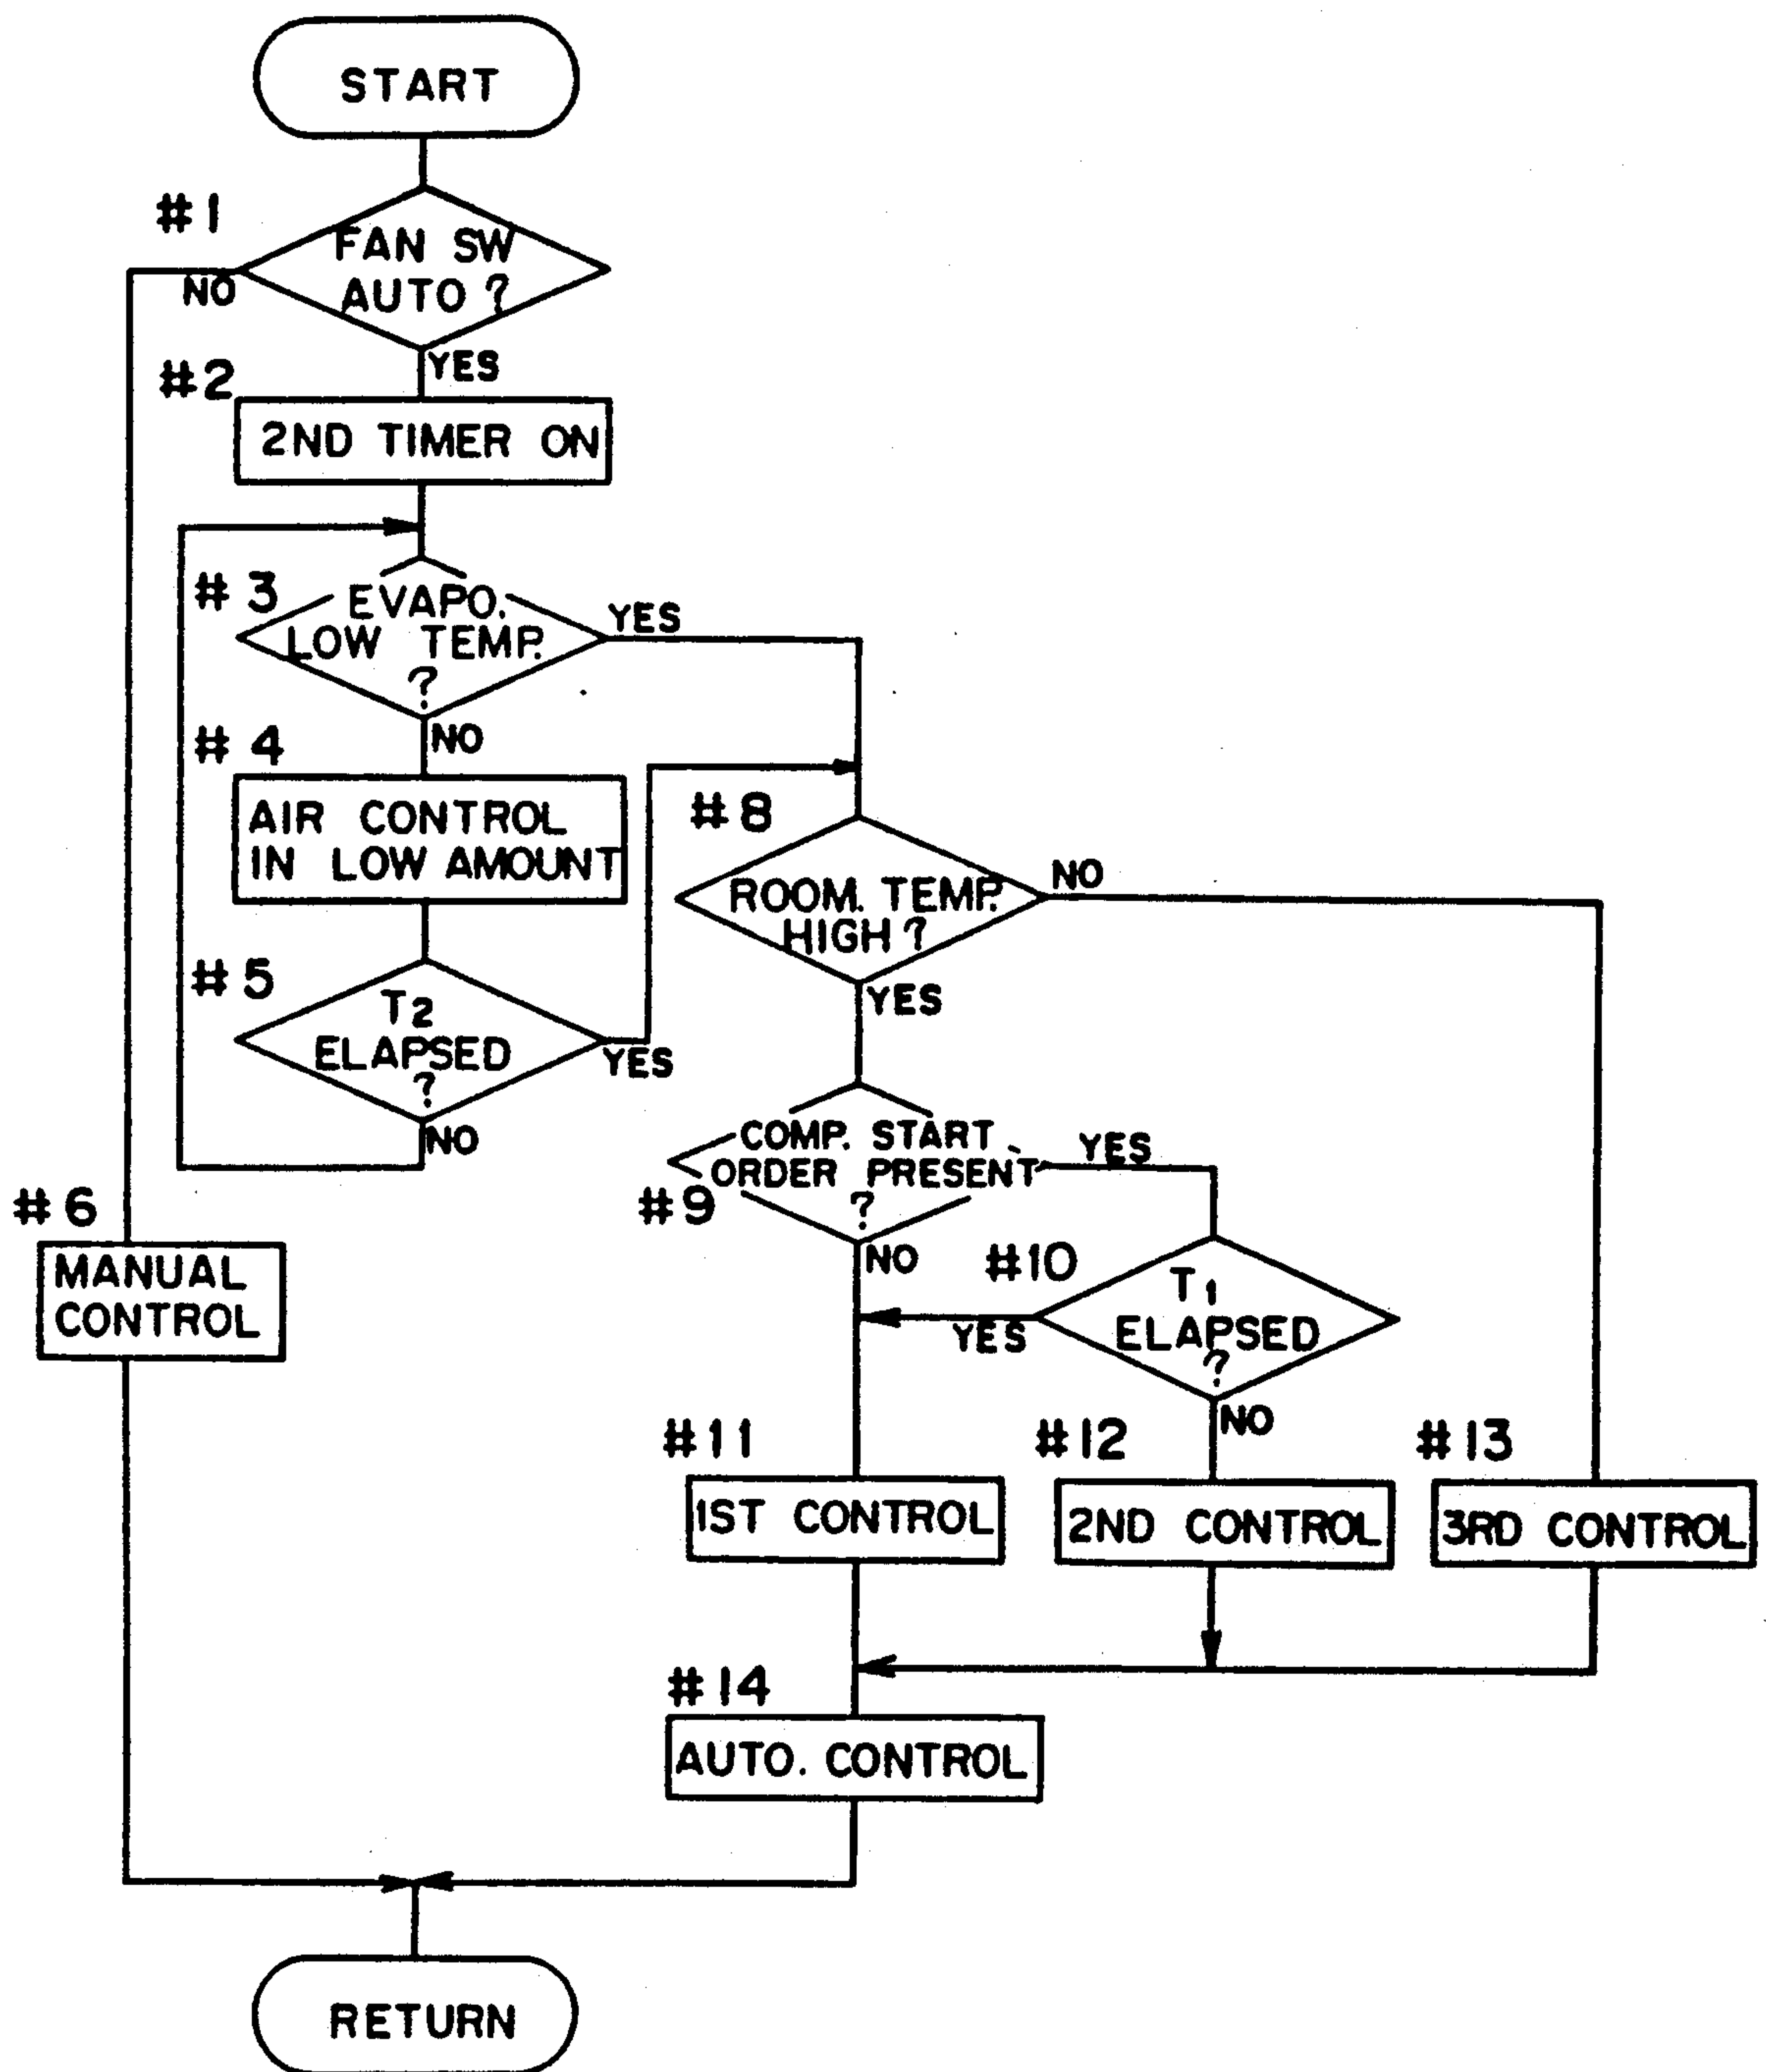 START
#1
FAN SW
AUTO ?
NO
YES
#2
2ND TIMER ON
#3
EVAPO.
LOW TEMP.
?
YES
NO
#4
AIR CONTROL
IN LOW AMOUNT
#5
T2
ELAPSED
?
YES
NO
#6
MANUAL
CONTROL
#8
ROOM. TEMP.
HIGH ?
NO
YES
COMP. START
ORDER PRESENT
?
#9
YES
NO
#10
T1
ELAPSED
?
YES
NO
#11
1ST CONTROL
#12
2ND CONTROL
#13
3RD CONTROL
#14
AUTO. CONTROL
RETURN